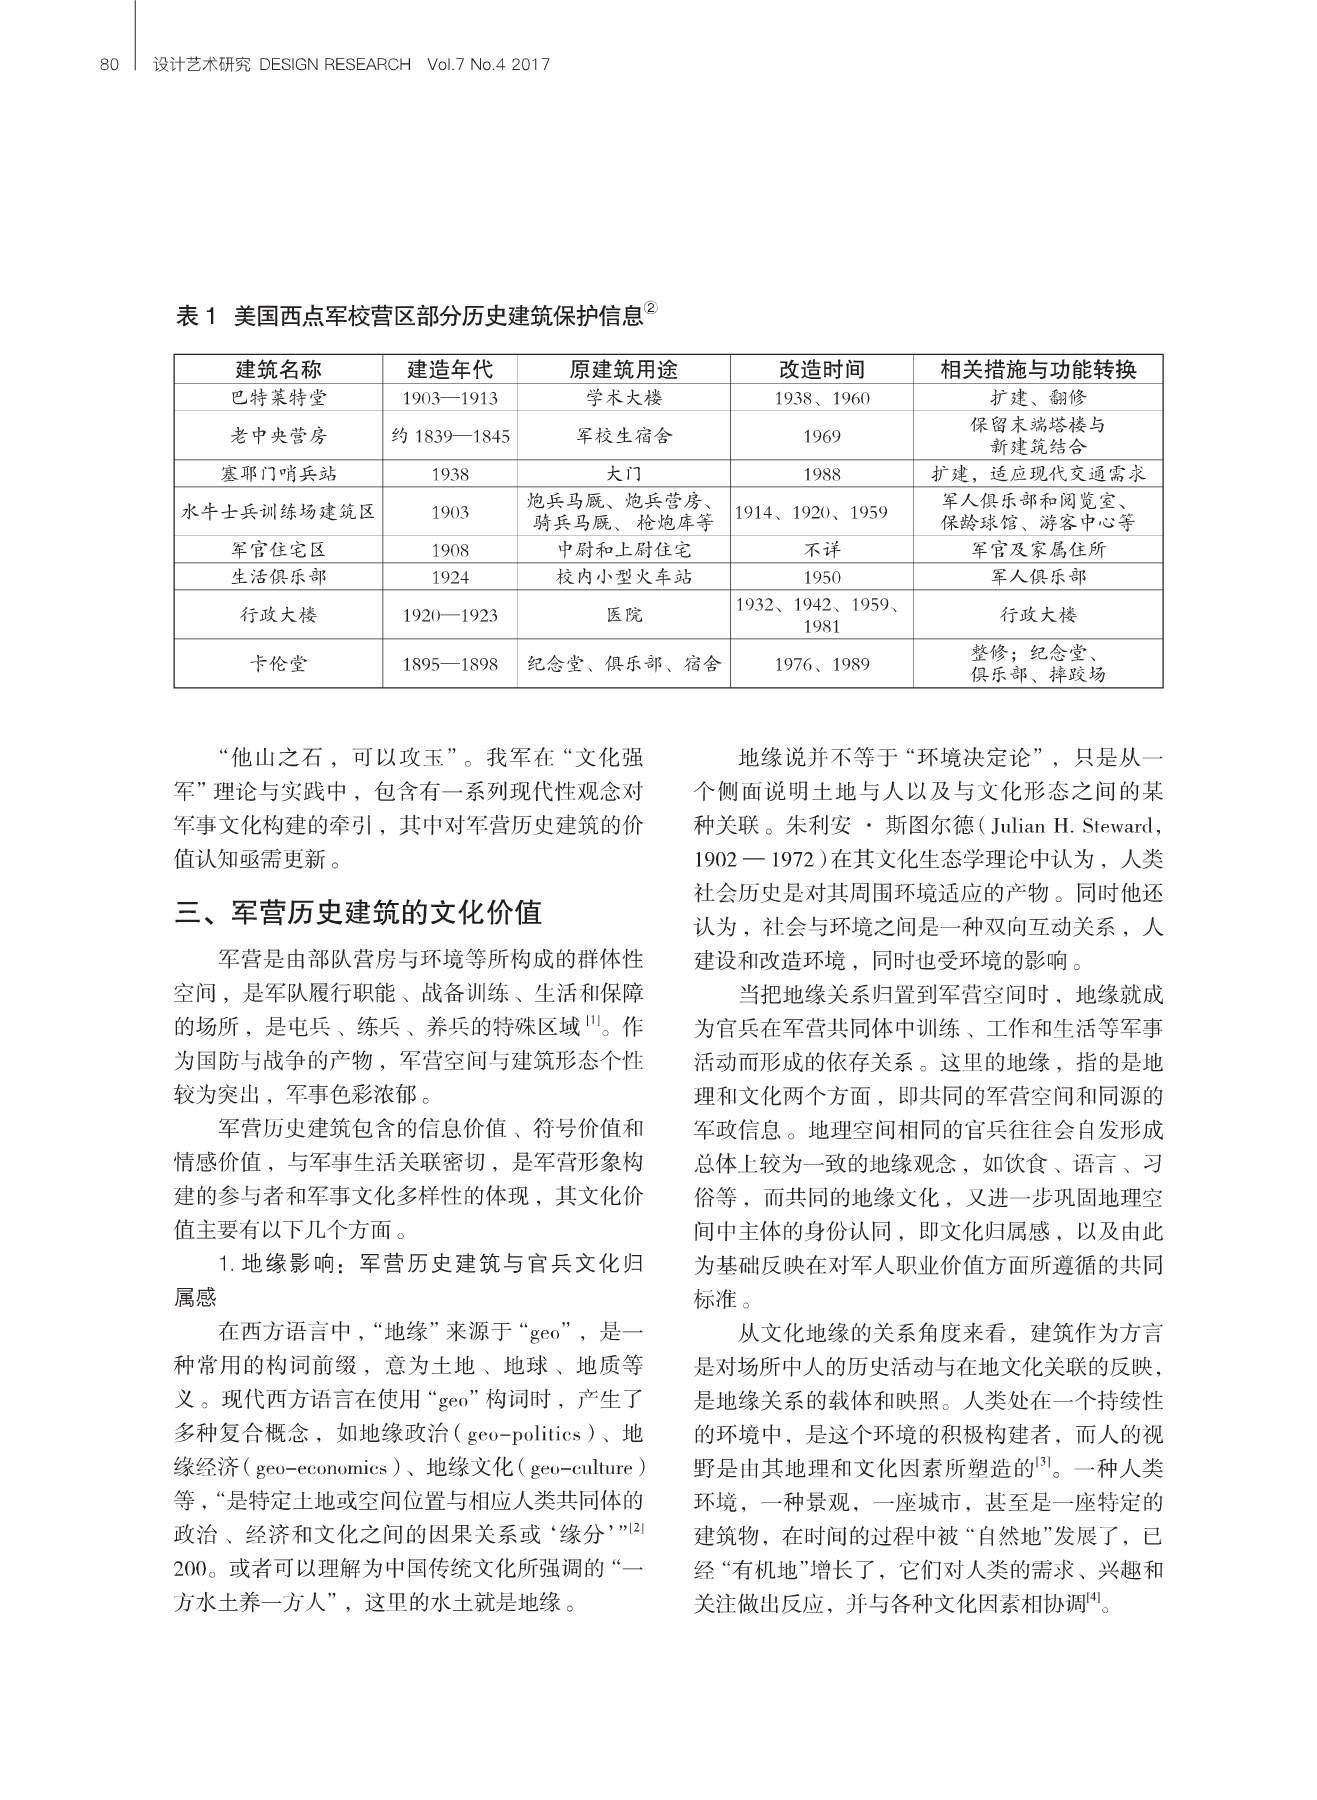 80 设计艺术研究 DESIGN RESEARCH Vol.7 No.4 2017
表 1 美国西点军校营区部分历史建筑保护信息②
建筑名称 建造年代 原建筑用途 改造时间 相关措施与功能转换
巴特莱特堂 1903—1913 学术大楼 1938、1960 扩建、翻修
老中央营房 约 1839—1845 军校生宿舍 1969 保留末端塔楼与
新建筑结合
塞耶门哨兵站 1938 大门 1988 扩建，适应现代交通需求
水牛士兵训练场建筑区 1903 炮兵马厩、炮兵营房、
骑兵马厩、 枪炮库等 1914、1920、1959 军人俱乐部和阅览室、
保龄球馆、游客中心等
军官住宅区 1908 中尉和上尉住宅 不详 军官及家属住所
生活俱乐部 1924 校内小型火车站 1950 军人俱乐部
行政大楼 1920—1923 医院 1932、1942、1959、
1981 行政大楼
卡伦堂 1895—1898 纪念堂、俱乐部、宿舍 1976、1989 整修；纪念堂、
俱乐部、摔跤场
“他山之石，可以攻玉”。我军在“文化强
军”理论与实践中，包含有一系列现代性观念对
军事文化构建的牵引，其中对军营历史建筑的价
值认知亟需更新。
三、军营历史建筑的文化价值
军营是由部队营房与环境等所构成的群体性
空间，是军队履行职能、战备训练、生活和保障
的场所，是屯兵、练兵、养兵的特殊区域[1]。作
为国防与战争的产物，军营空间与建筑形态个性
较为突出，军事色彩浓郁。
军营历史建筑包含的信息价值、符号价值和
情感价值，与军事生活关联密切，是军营形象构
建的参与者和军事文化多样性的体现，其文化价
值主要有以下几个方面。
1. 地缘影响：军营历史建筑与官兵文化归
属感
在西方语言中，“地缘”来源于“geo”，是一
种常用的构词前缀，意为土地、地球、地质等
义。现代西方语言在使用“geo”构词时，产生了
多种复合概念，如地缘政治（geo-politics）、地
缘经济（geo-economics）、地缘文化（geo-culture）
等，“是特定土地或空间位置与相应人类共同体的
政治、经济和文化之间的因果关系或‘缘分’”[2]
200。或者可以理解为中国传统文化所强调的“一
方水土养一方人”，这里的水土就是地缘。
地缘说并不等于“环境决定论”，只是从一
个侧面说明土地与人以及与文化形态之间的某
种关联。朱利安 · 斯图尔德（Julian H. Steward，
1902 — 1972）在其文化生态学理论中认为，人类
社会历史是对其周围环境适应的产物。同时他还
认为，社会与环境之间是一种双向互动关系，人
建设和改造环境，同时也受环境的影响。
当把地缘关系归置到军营空间时，地缘就成
为官兵在军营共同体中训练、工作和生活等军事
活动而形成的依存关系。这里的地缘，指的是地
理和文化两个方面，即共同的军营空间和同源的
军政信息。地理空间相同的官兵往往会自发形成
总体上较为一致的地缘观念，如饮食、语言、习
俗等，而共同的地缘文化，又进一步巩固地理空
间中主体的身份认同，即文化归属感，以及由此
为基础反映在对军人职业价值方面所遵循的共同
标准。
从文化地缘的关系角度来看，建筑作为方言
是对场所中人的历史活动与在地文化关联的反映，
是地缘关系的载体和映照。人类处在一个持续性
的环境中，是这个环境的积极构建者，而人的视
野是由其地理和文化因素所塑造的[3]。一种人类
环境，一种景观，一座城市，甚至是一座特定的
建筑物，在时间的过程中被“自然地”发展了，已
经“有机地”增长了，它们对人类的需求、兴趣和
关注做出反应，并与各种文化因素相协调[4]。